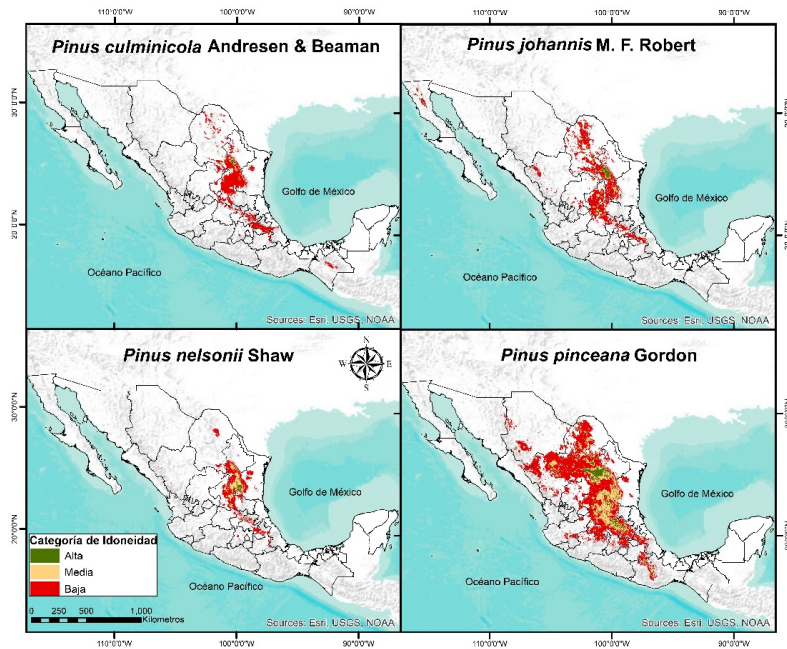 110°0'0"W 100°0'0"W 90°0'0"W 110°0'0"W 100°0'0"W 90°0'0"W
Pinus culminicola Andresen & Beaman
30°0'0"N
20°0'0"N
Golfo de México
Océano Pacífico
Sources: Esri, USGS, NOAA
Pinus johannis M. F. Robert
Golfo de México
Océano Pacífico
Sources: Esri, USGS, NOAA
Pinus nelsonii Shaw
N
W E
S
30°0'0"N
20°0'0"N
Golfo de México
Océano Pacífico
Categoría de Idoneidad
Alta
Media
Baja
0 250 500 1,000
Kilometros
Sources: Esri, USGS, NOAA
Pinus pinceana Gordon
Golfo de México
Océano Pacífico
Sources: Esri, USGS, NOAA
110°0'0"W 100°0'0"W 90°0'0"W 110°0'0"W 100°0'0"W 90°0'0"W